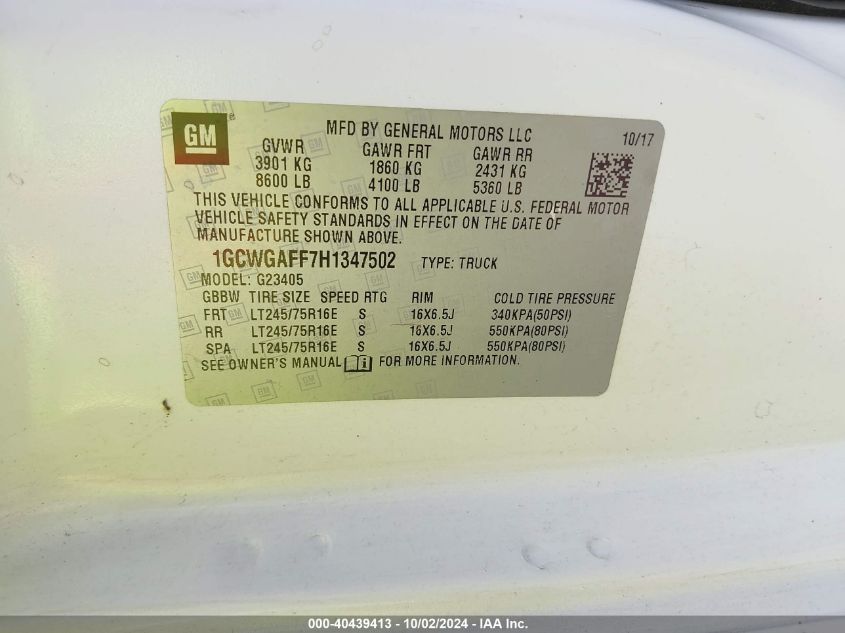 GM
MFD BY GENERAL MOTORS LLC 10/17
GVWR GAWR FRT GAWR RR
3901 KG 1860 KG 2431 KG
8600 LB 4100 LB 5360 LB
THIS VEHICLE CONFORMS TO ALL APPLICABLE U.S. FEDERAL MOTOR
VEHICLE SAFETY STANDARDS IN EFFECT ON THE DATE OF
MANUFACTURE SHOWN ABOVE.
1GCWGAFF7H1347502 TYPE: TRUCK
MODEL: G23405
GBBW TIRE SIZE SPEED RTG RIM COLD TIRE PRESSURE
FRT LT245/75R16E S 16X6.5J 340KPA(50PSI)
RR LT245/75R16E S 16X6.5J 550KPA(80PSI)
SPA LT245/75R16E S 16X6.5J 550KPA(80PSI)
SEE OWNER'S MANUAL FOR MORE INFORMATION.
000-40439413 - 10/02/2024 - IAA Inc.